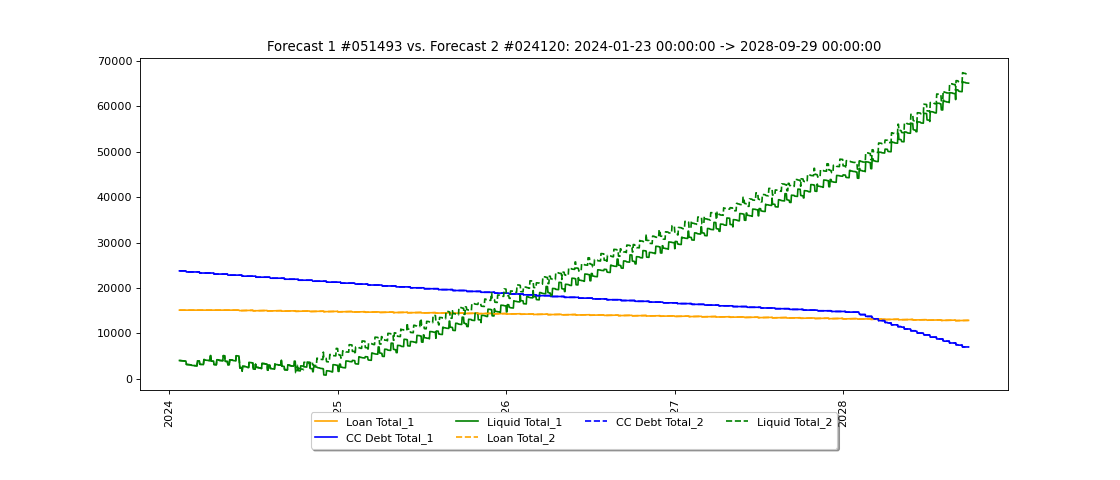 Forecast 1 #051493 vs. Forecast 2 #024120: 2024-01-23 00:00:00 -> 2028-09-29 00:00:00
70000
60000
50000
40000
30000
20000
10000
0
2024
25
26
27
2028
Loan Total_1
CC Debt Total_1
Liquid Total_1
Loan Total_2
CC Debt Total_2
Liquid Total_2